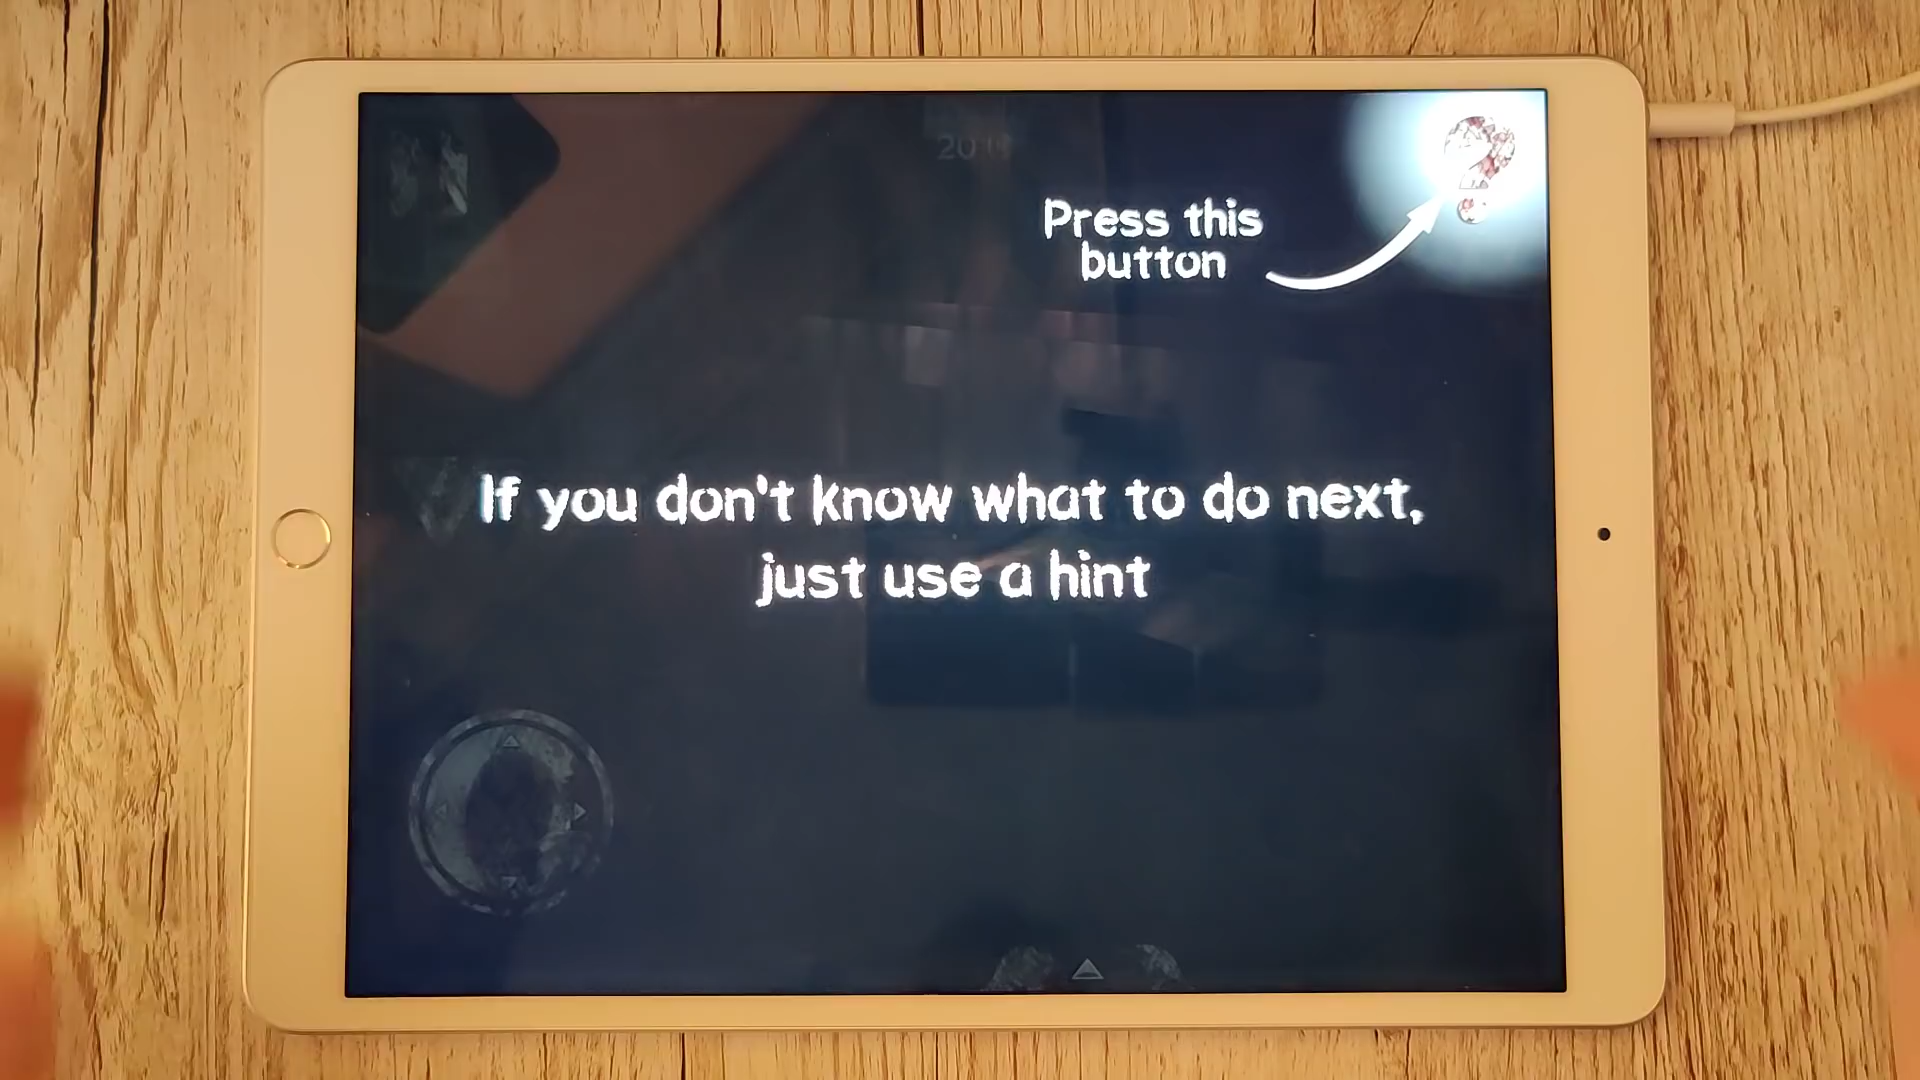 Press this
button
If you don't know what to do next,
just use a hint